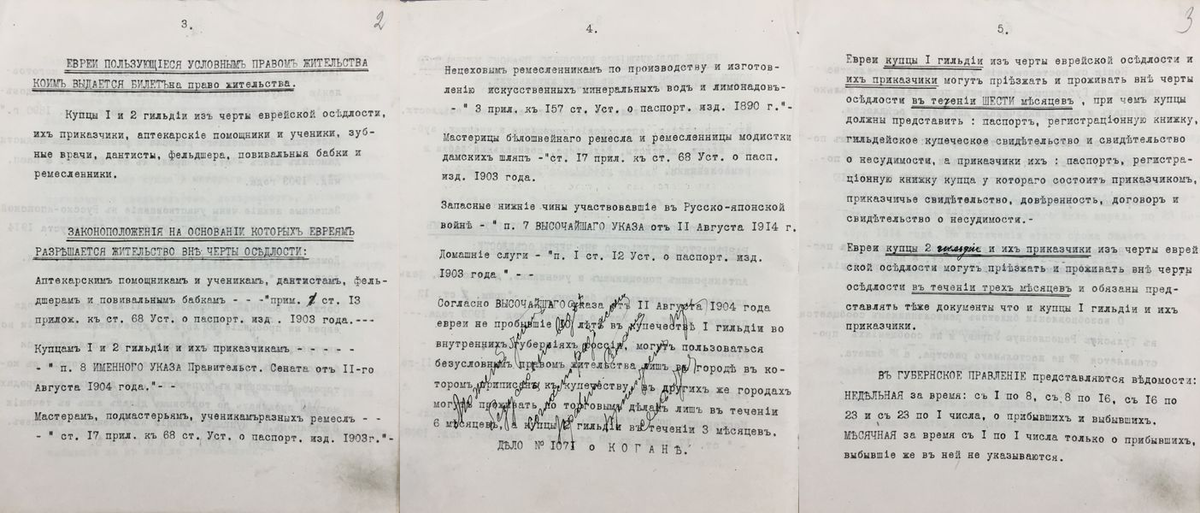 3.
2
ЕВРЕИ ПОЛЬЗУЮЩІЕСЯ УСЛОВНЫМЪ ПРАВОМЪ ЖИТЕЛЬСТВА
КОИМЪ ВЫДАЕТСЯ БИЛЕТЪна право жительства.
Купцы I и 2 гильдіи изъ черты еврейской осѣдлости,
ихъ приказчики, аптекарскіе помощники и ученики, зуб-
ные врачи, дантисты, фельдшера, повивальныя бабки и
ремесленники.
ЗАКОНОПОЛОЖЕНІЯ НА ОСНОВАНІИ КОТОРЫХЪ ЕВРЕЯМЪ
РАЗРѢШАЕТСЯ ЖИТЕЛЬСТВО ВНѢ ЧЕРТЫ ОСѢДЛОСТИ:
Аптекарскимъ помощникамъ и ученикамъ, дантистамъ, фель-
дшерамъ и повивальнымъ бабкамъ - - -"прим. ст. I3
прилож. къ ст. 68 Уст. о паспорт. изд. I903 года.---
Купцамъ I и 2 гильдіи и ихъ приказчикамъ - - - - - -
- " п. 8 ИМЕННОГО УКАЗА Правительст. Сената отъ II-го
Августа I904 года."- -
Мастерамъ, подмастерьямъ, ученикамъразныхъ ремеслъ - - -
- " ст. I7 прил. къ 68 ст. Уст. о паспорт. изд. I903г."-
4.
Нецеховымъ ремесленникамъ по производству и изготов-
ленію искусственныхъ минеральныхъ водъ и лимонадовъ-
- " 3 прил. къ I57 ст. Уст. о паспорт. изд. I890 г."-
Мастерицы бѣлошвейнаго ремесла и ремесленницы модистки
дамскихъ шляпъ -"ст. I7 прил. къ ст. 68 Уст. о пасп.
изд. I903 года.
Запасные нижніе чины участвовавшіе въ Русско-японской
войнѣ - " п. 7 ВЫСОЧАЙШАГО УКАЗА отъ II Августа I9I4 г.
Домашніе слуги - "п. I ст. I2 Уст. о паспорт. изд.
I903 года " - -
Согласно ВЫСОЧАЙШАГО Указа отъ II Августа I904 года
евреи не пробывшіе IO лѣтъ въ купечествѣ I гильдіи во
внутреннихъ губерніяхъ Россіи, могутъ пользоваться
безусловнымъ правомъ жительства лишь въ городѣ въ ко-
торомъ приписаны къ купечеству, въ другихъ же городахъ
могутъ проживать по торговымъ дѣламъ лишь въ теченіи
6 мѣсяцевъ, а купцы 2 гильдіи въ теченіи 3 мѣсяцевъ.
ДѢЛО № I07I о КОГАНѢ.
5.
3
Евреи купцы I гильдіи изъ черты еврейской осѣдлости и
ихъ приказчики могутъ пріѣзжать и проживать внѣ черты
осѣдлости въ теченіи ШЕСТИ мѣсяцевъ, при чемъ купцы
должны представить : паспортъ, регистраціонную книжку,
гильдейское купеческое свидѣтельство и свидѣтельство
о несудимости, а приказчики ихъ : паспортъ, регистра-
ціонную книжку купца у котораго состоитъ приказчикомъ,
приказчичье свидѣтельство, довѣренность, договоръ и
свидѣтельство о несудимости.-
Евреи купцы 2 гильдіи и ихъ приказчики изъ черты еврей
ской осѣдлости могутъ пріѣзжать и проживать внѣ черты
осѣдлости въ теченіи трехъ мѣсяцевъ и обязаны пред-
ставлять тѣже документы что и купцы I гильдіи и ихъ
приказчики.
ВЪ ГУБЕРНСКОЕ ПРАВЛЕНІЕ представляются вѣдомости:
НЕДѢЛЬНАЯ за время: съ I по 8, съ 8 по I6, съ I6 по
23 и съ 23 по I числа, о прибывшихъ и выбывшихъ.
МѢСЯЧНАЯ за время съ I по I числа только о прибывшихъ,
выбывшіе же въ ней не указываются.